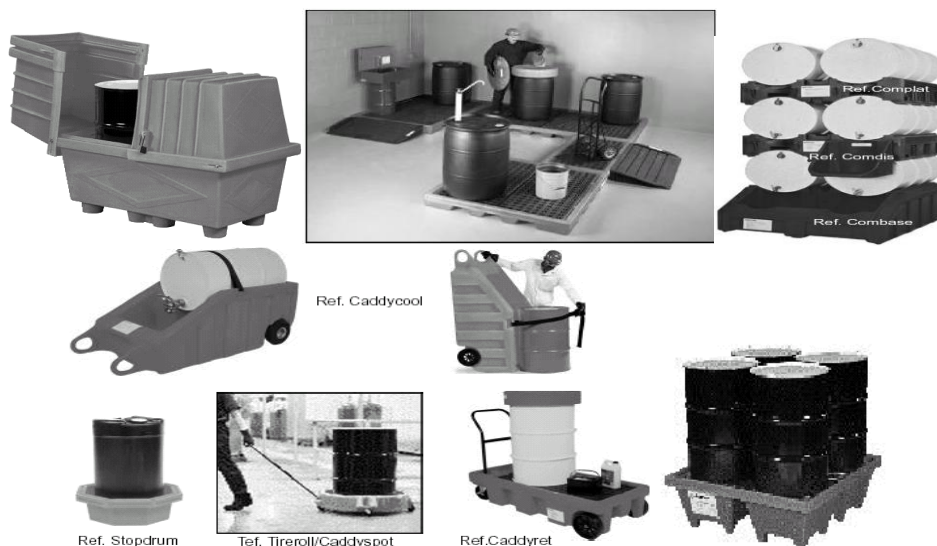 Ref.Complat
Ref. Comdis
Ref. Combase
Ref. Caddycool
Ref. Stopdrum
Tef. Tireroll/Caddyspot
Ref.Caddyret